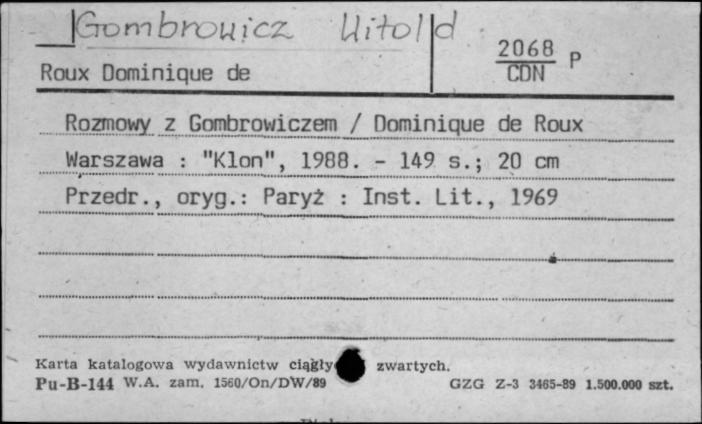 Gombrowicz Witold
2068 P
CDN
Roux Dominique de
Rozmowy z Gombrowiczem / Dominique de Roux
Warszawa : "Klon", 1988. - 149 s.; 20 cm
Przedr., oryg.: Paryż : Inst. Lit., 1969
Karta katalogowa wydawnictw ciągły zwartych.
Pu-B-144 W.A. zam. 1560/On/DW/89 GZG Z-3 3465-89 1.500.000 szt.